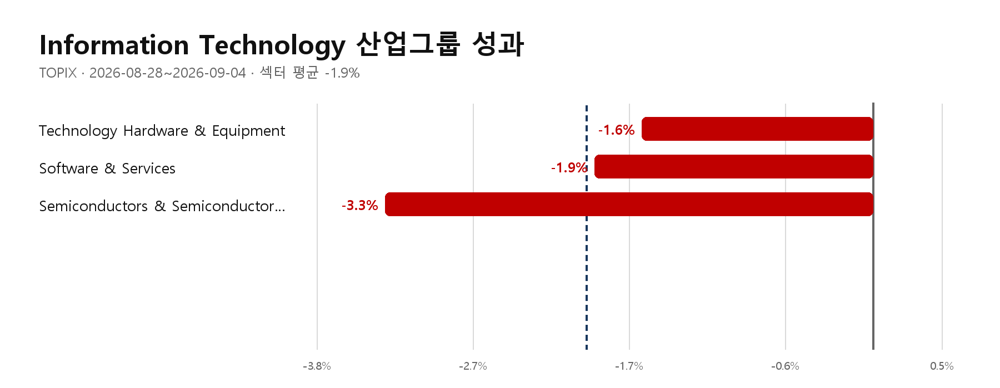 Information Technology 산업그룹 성과
TOPIX · 2026-08-28~2026-09-04 · 섹터 평균 -1.9%
Technology Hardware & Equipment
-1.6%
Software & Services
-1.9%
Semiconductors & Semiconductor...
-3.3%
-3.8%
-2.7%
-1.7%
-0.6%
0.5%